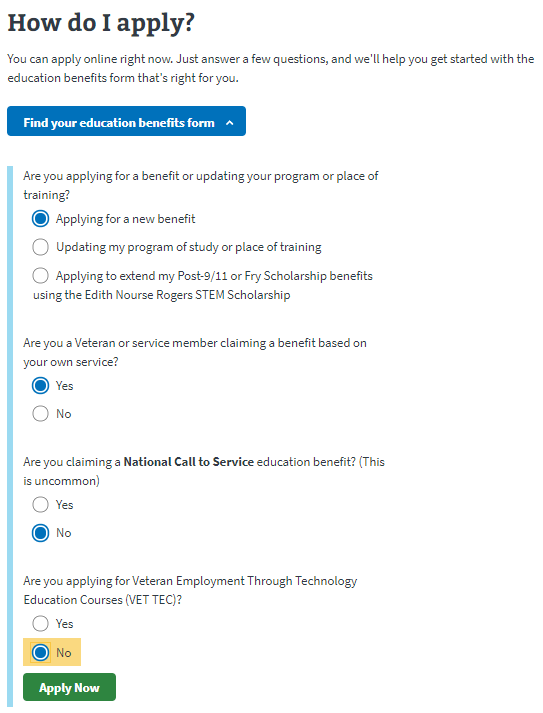 How do I apply?
You can apply online right now. Just answer a few questions, and we'll help you get started with the
education benefits form that's right for you.
Find your education benefits form
Are you applying for a benefit or updating your program or place of
training?
Applying for a new benefit
Updating my program of study or place of training
Applying to extend my Post-9/11 or Fry Scholarship benefits
using the Edith Nourse Rogers STEM Scholarship
Are you a Veteran or service member claiming a benefit based on
your own service?
Yes
No
Are you claiming a National Call to Service education benefit? (This
is uncommon)
Yes
No
Are you applying for Veteran Employment Through Technology
Education Courses (VET TEC)?
Yes
No
Apply Now